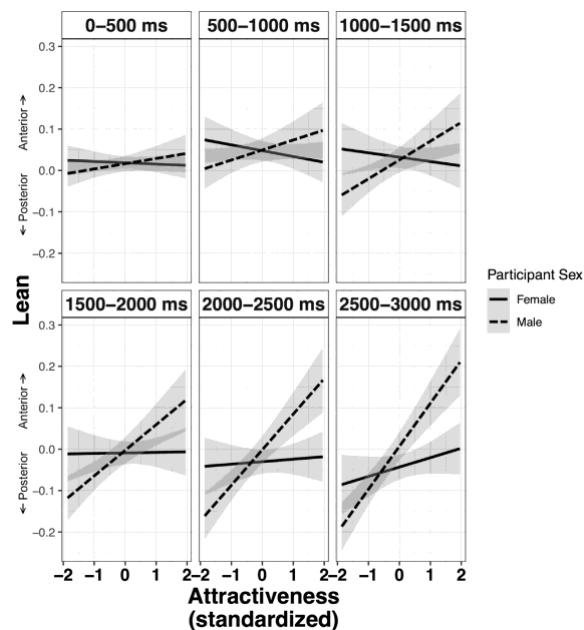 0–500 ms
500–1000 ms
1000–1500 ms
0.3
0.2
0.1
0.0
−0.1
−0.2
← Posterior Anterior →
Lean
1500–2000 ms
2000–2500 ms
2500–3000 ms
0.3
0.2
0.1
0.0
−0.1
−0.2
← Posterior Anterior →
−2 −1 0 1 2
−2 −1 0 1 2
−2 −1 0 1 2
Attractiveness
(standardized)
Participant Sex
Female
Male